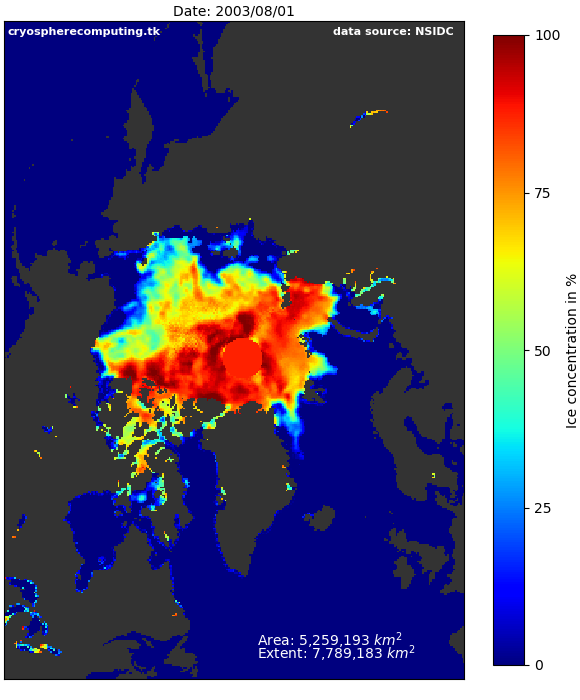 Date: 2003/08/01
cryospherecomputing.tk
data source: NSIDC
100
75
50
25
0
Ice concentration in %
Area: 5,259,193 km²
Extent: 7,789,183 km²